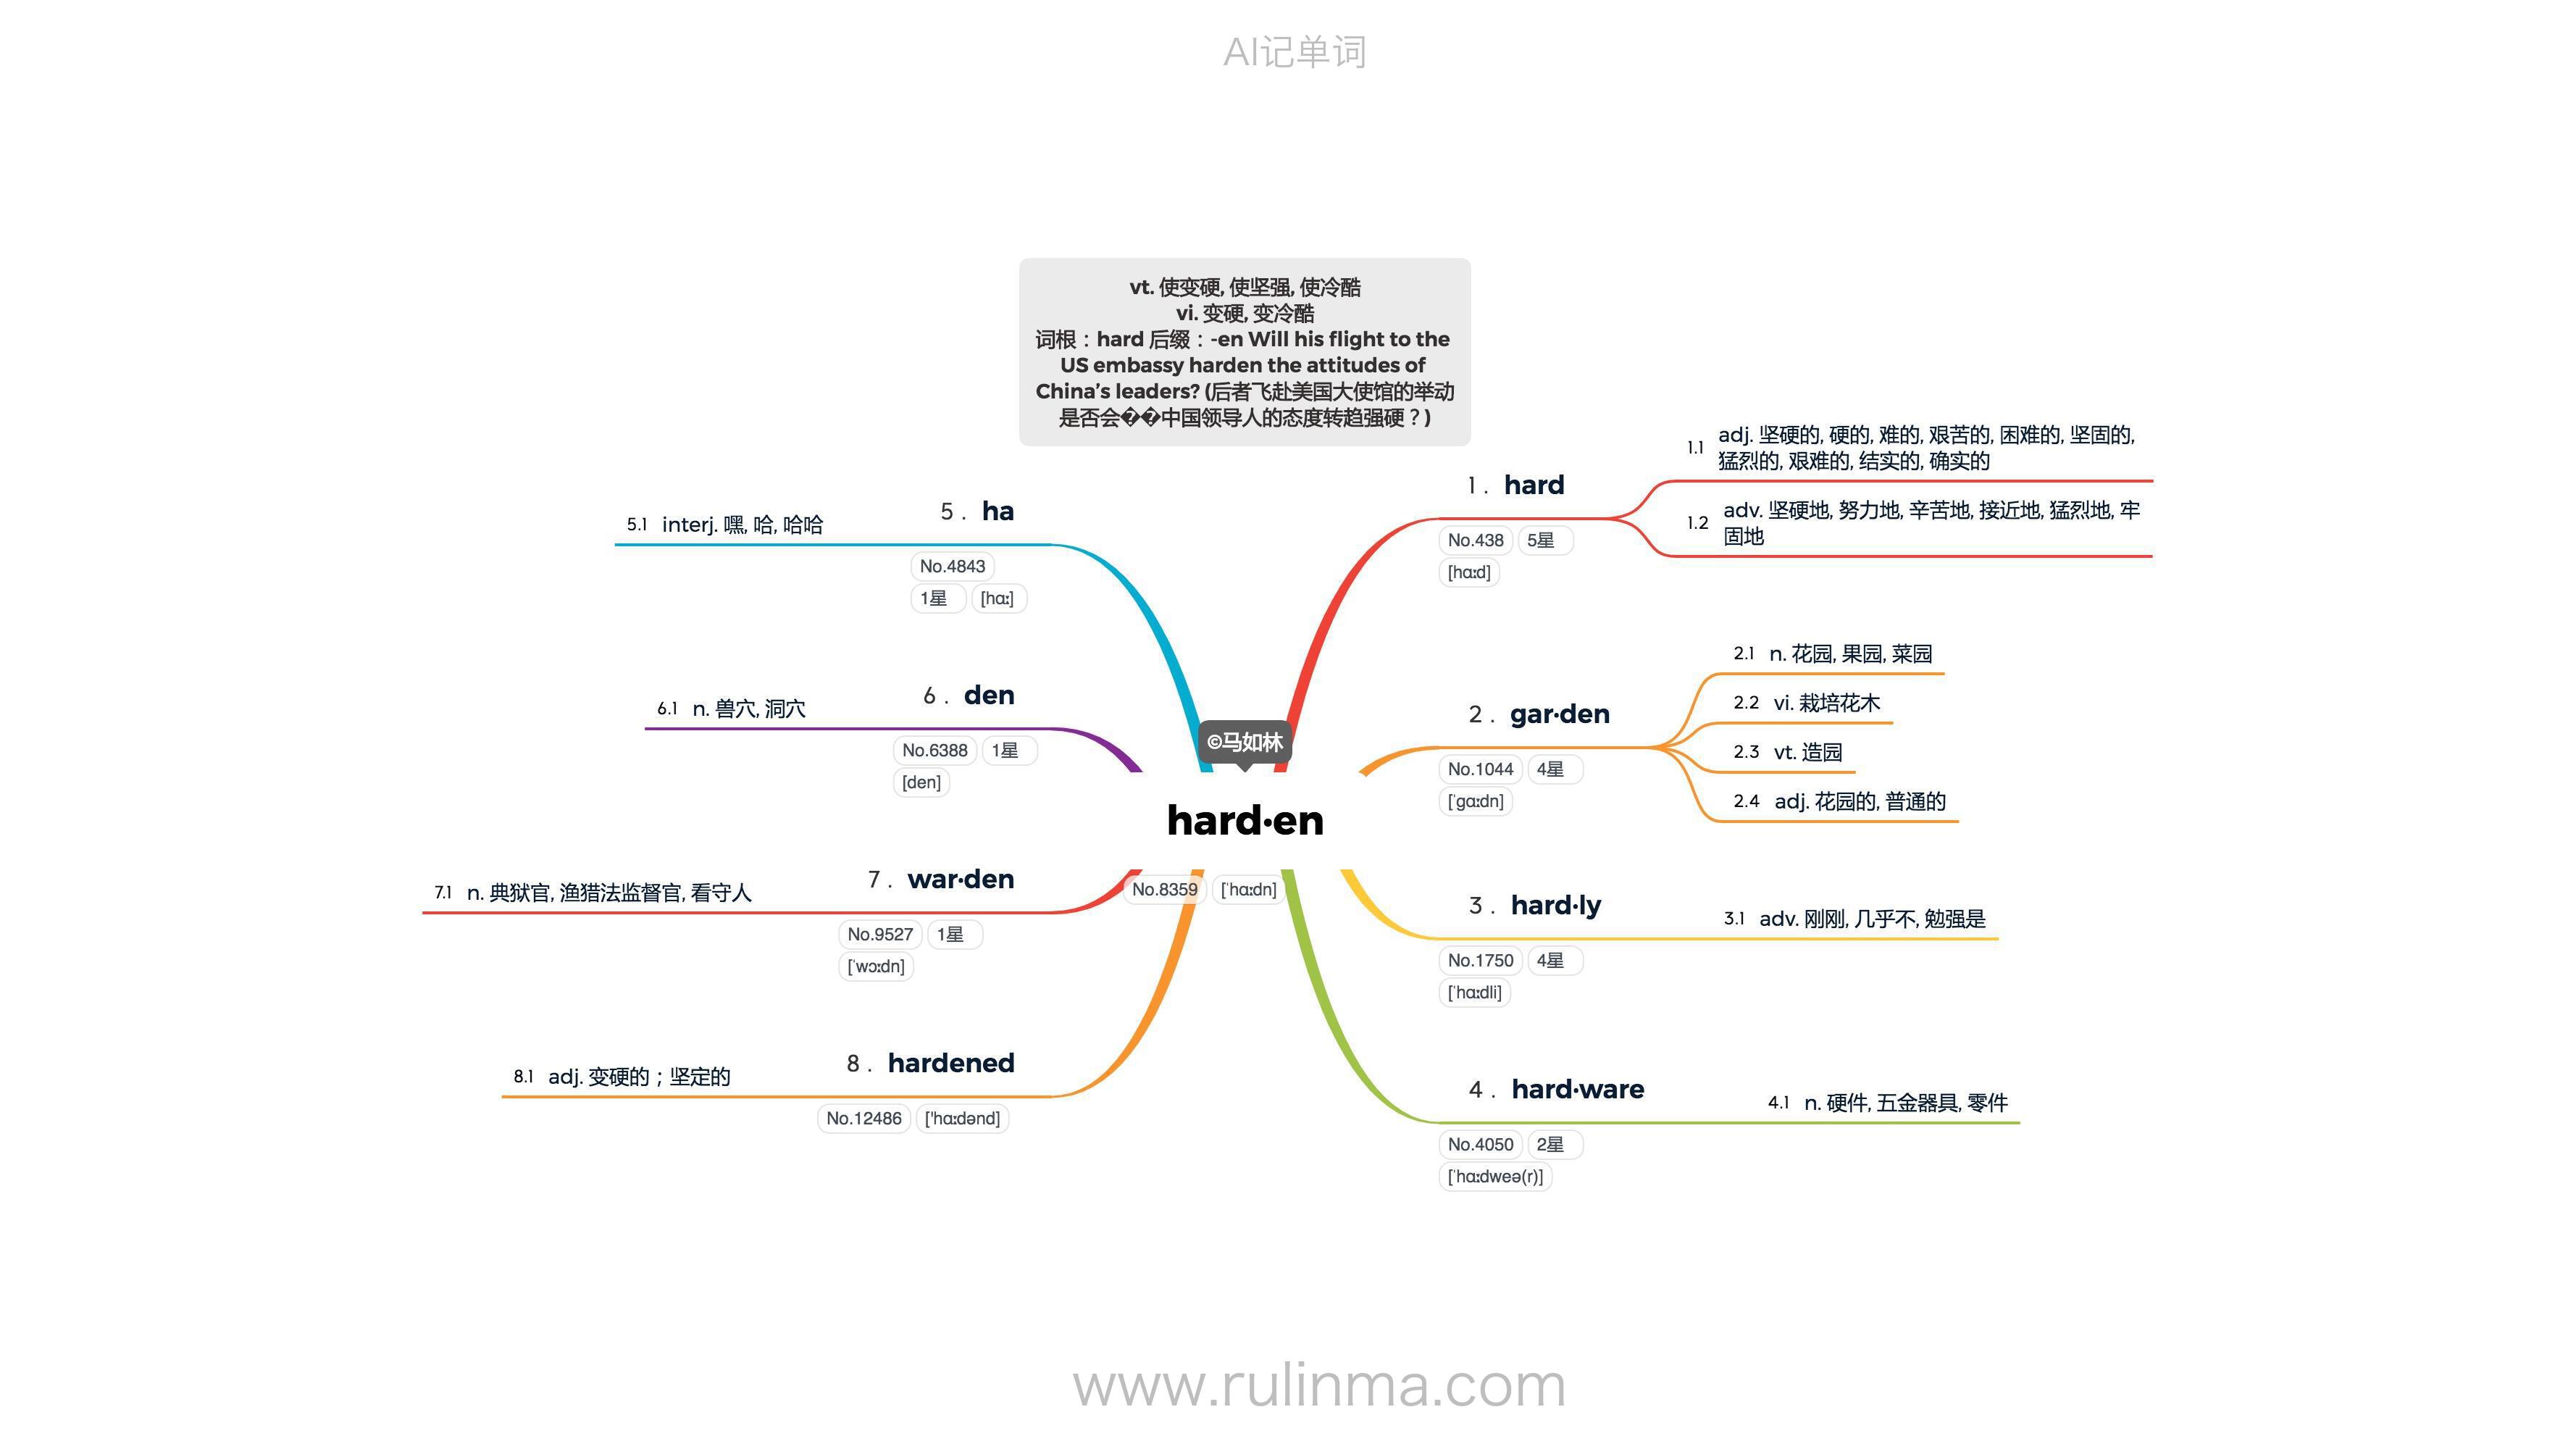 AI记单词
vt. 使变硬, 使坚强, 使冷酷
vi. 变硬, 变冷酷
词根：hard 后缀：-en Will his flight to the
US embassy harden the attitudes of
China’s leaders? (后者飞赴美国大使馆的举动
是否会��中国领导人的态度转趋强硬？)
©马如林
hard·en
No.8359 [ˈhɑːdn]
1. hard
No.438 5星
[hɑːd]
1.1 adj. 坚硬的, 硬的, 难的, 艰苦的, 困难的, 坚固的,
猛烈的, 艰难的, 结实的, 确实的
1.2 adv. 坚硬地, 努力地, 辛苦地, 接近地, 猛烈地, 牢
固地
2. gar·den
No.1044 4星
[ˈgɑːdn]
2.1 n. 花园, 果园, 菜园
2.2 vi. 栽培花木
2.3 vt. 造园
2.4 adj. 花园的, 普通的
3. hard·ly
No.1750 4星
[ˈhɑːdli]
3.1 adv. 刚刚, 几乎不, 勉强是
4. hard·ware
No.4050 2星
[ˈhɑːdweə(r)]
4.1 n. 硬件, 五金器具, 零件
5. ha
No.4843
1星 [hɑː]
5.1 interj. 嘿, 哈, 哈哈
6. den
No.6388 1星
[den]
6.1 n. 兽穴, 洞穴
7. war·den
No.9527 1星
[ˈwɔːdn]
7.1 n. 典狱官, 渔猎法监督官, 看守人
8. hardened
No.12486 ['hɑːdənd]
8.1 adj. 变硬的；坚定的
www.rulinma.com